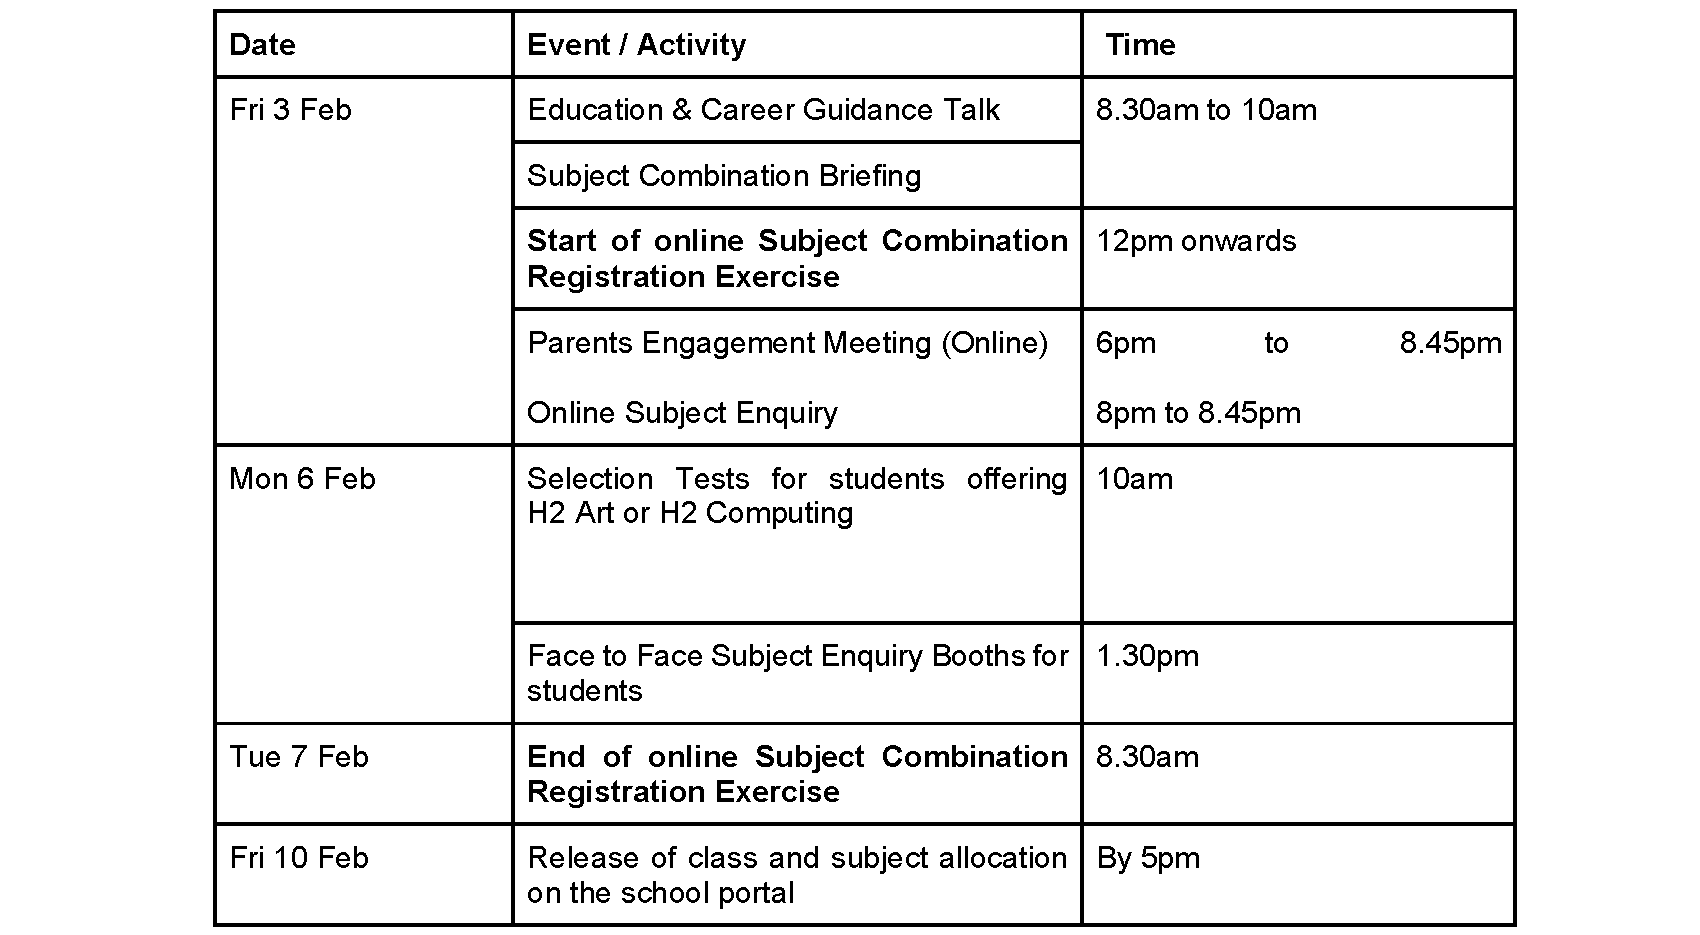 Date Event / Activity Time
Fri 3 Feb Education & Career Guidance Talk 8.30am to 10am
Subject Combination Briefing
Start of online Subject Combination 12pm onwards
Registration Exercise
Parents Engagement Meeting (Online) 6pm to 8.45pm
Online Subject Enquiry 8pm to 8.45pm
Mon 6 Feb Selection Tests for students offering 10am
H2 Art or H2 Computing
Face to Face Subject Enquiry Booths for 1.30pm
students
Tue 7 Feb End of online Subject Combination 8.30am
Registration Exercise
Fri 10 Feb Release of class and subject allocation By 5pm
on the school portal